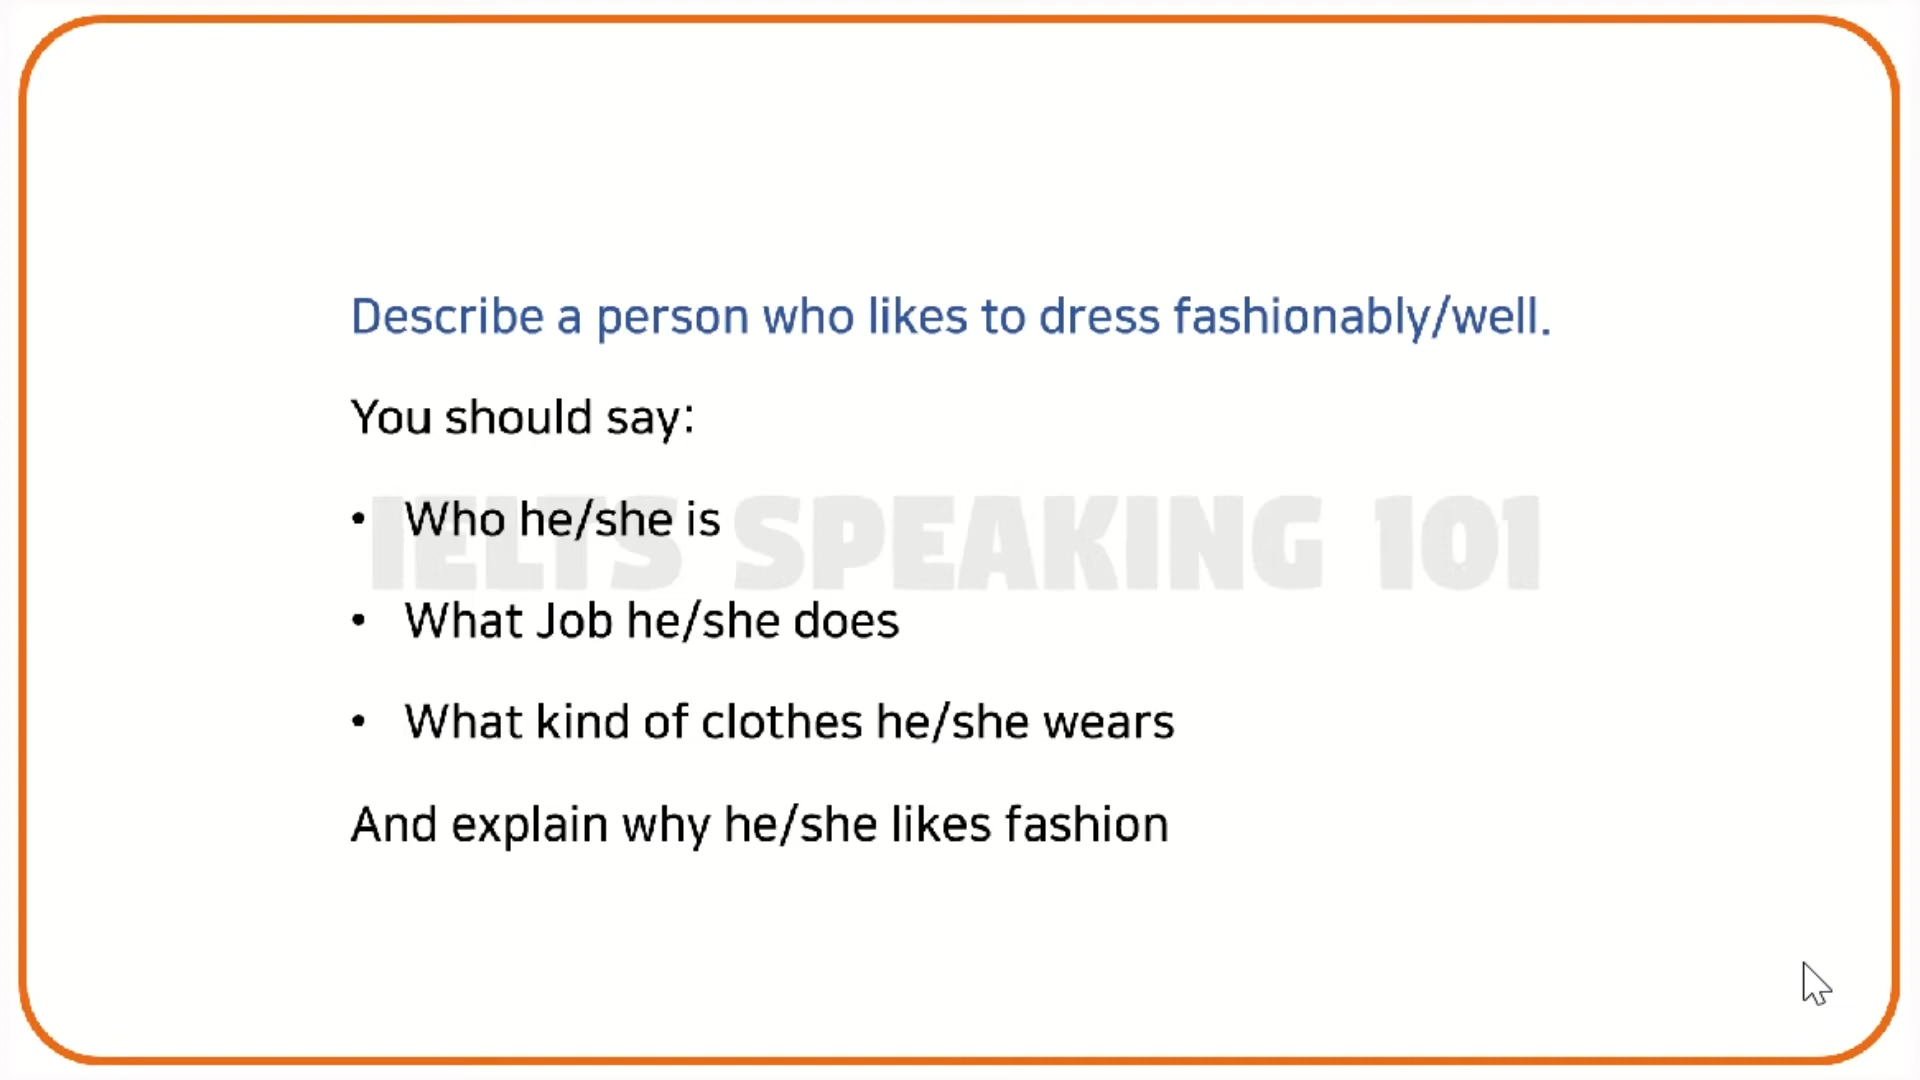 Describe a person who likes to dress fashionably/well.
You should say:
IELTS SPEAKING 101
• Who he/she is
• What Job he/she does
• What kind of clothes he/she wears
And explain why he/she likes fashion